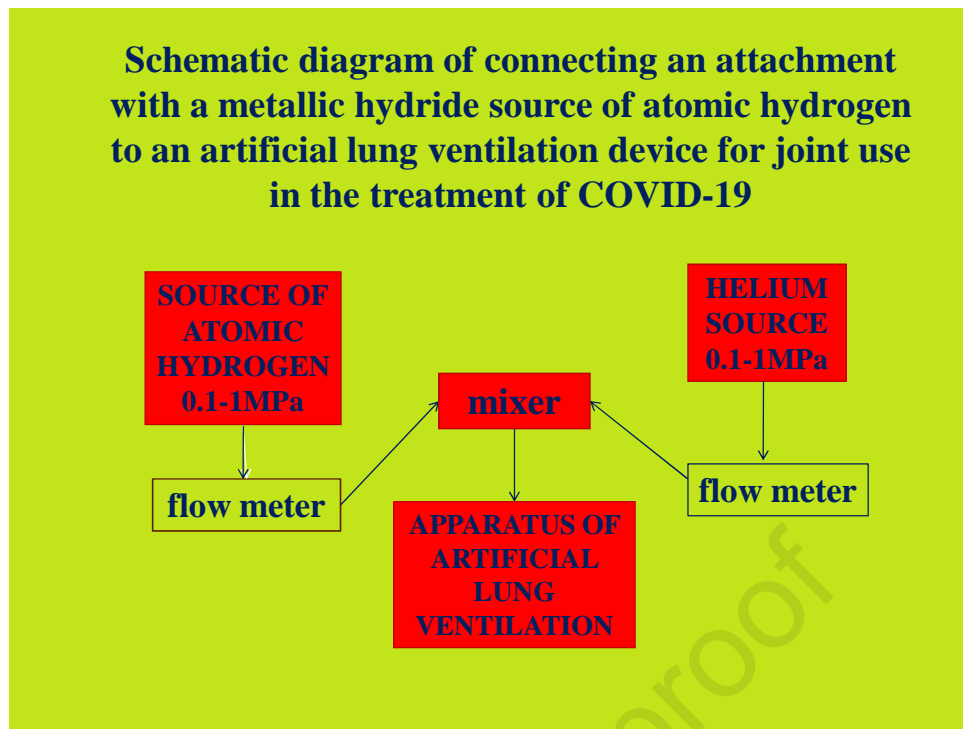 Schematic diagram of connecting an attachment
with a metallic hydride source of atomic hydrogen
to an artificial lung ventilation device for joint use
in the treatment of COVID-19
SOURCE OF
ATOMIC
HYDROGEN
0.1-1MPa
HELIUM
SOURCE
0.1-1MPa
mixer
flow meter
flow meter
APPARATUS OF
ARTIFICIAL
LUNG
VENTILATION
proof